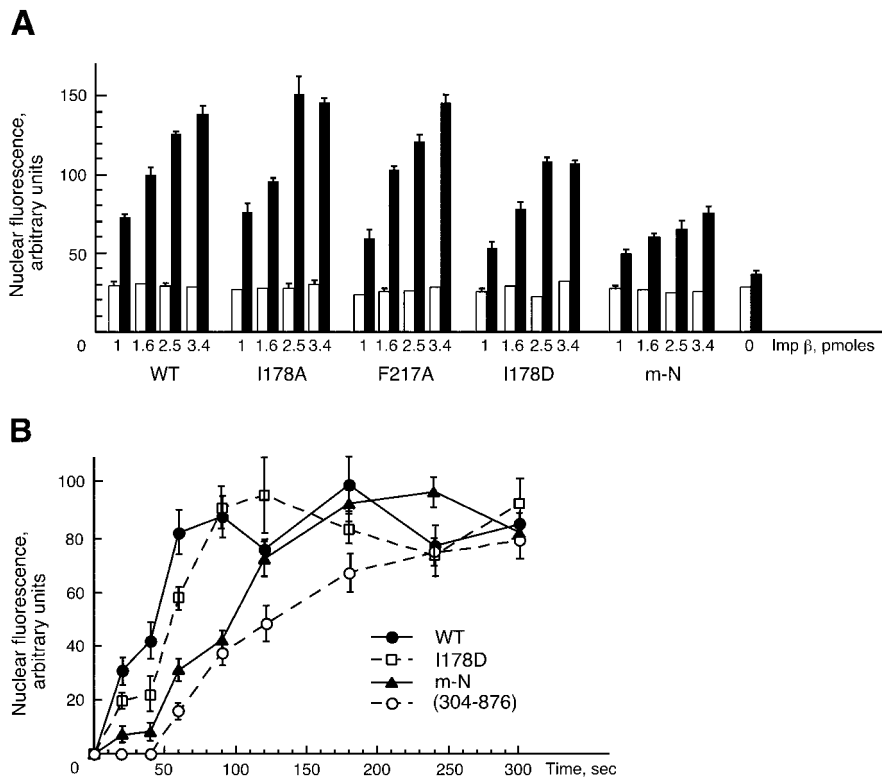 A
Nuclear fluorescence,
arbitrary units
150
100
50
0
1 1.6 2.5 3.4 1 1.6 2.5 3.4 1 1.6 2.5 3.4 1 1.6 2.5 3.4 1 1.6 2.5 3.4 0 Imp β, pmoles
WT I178A F217A I178D m-N
B
Nuclear fluorescence,
arbitrary units
100
80
60
40
20
0
WT
I178D
m-N
(304-876)
50 100 150 200 250 300 Time, sec